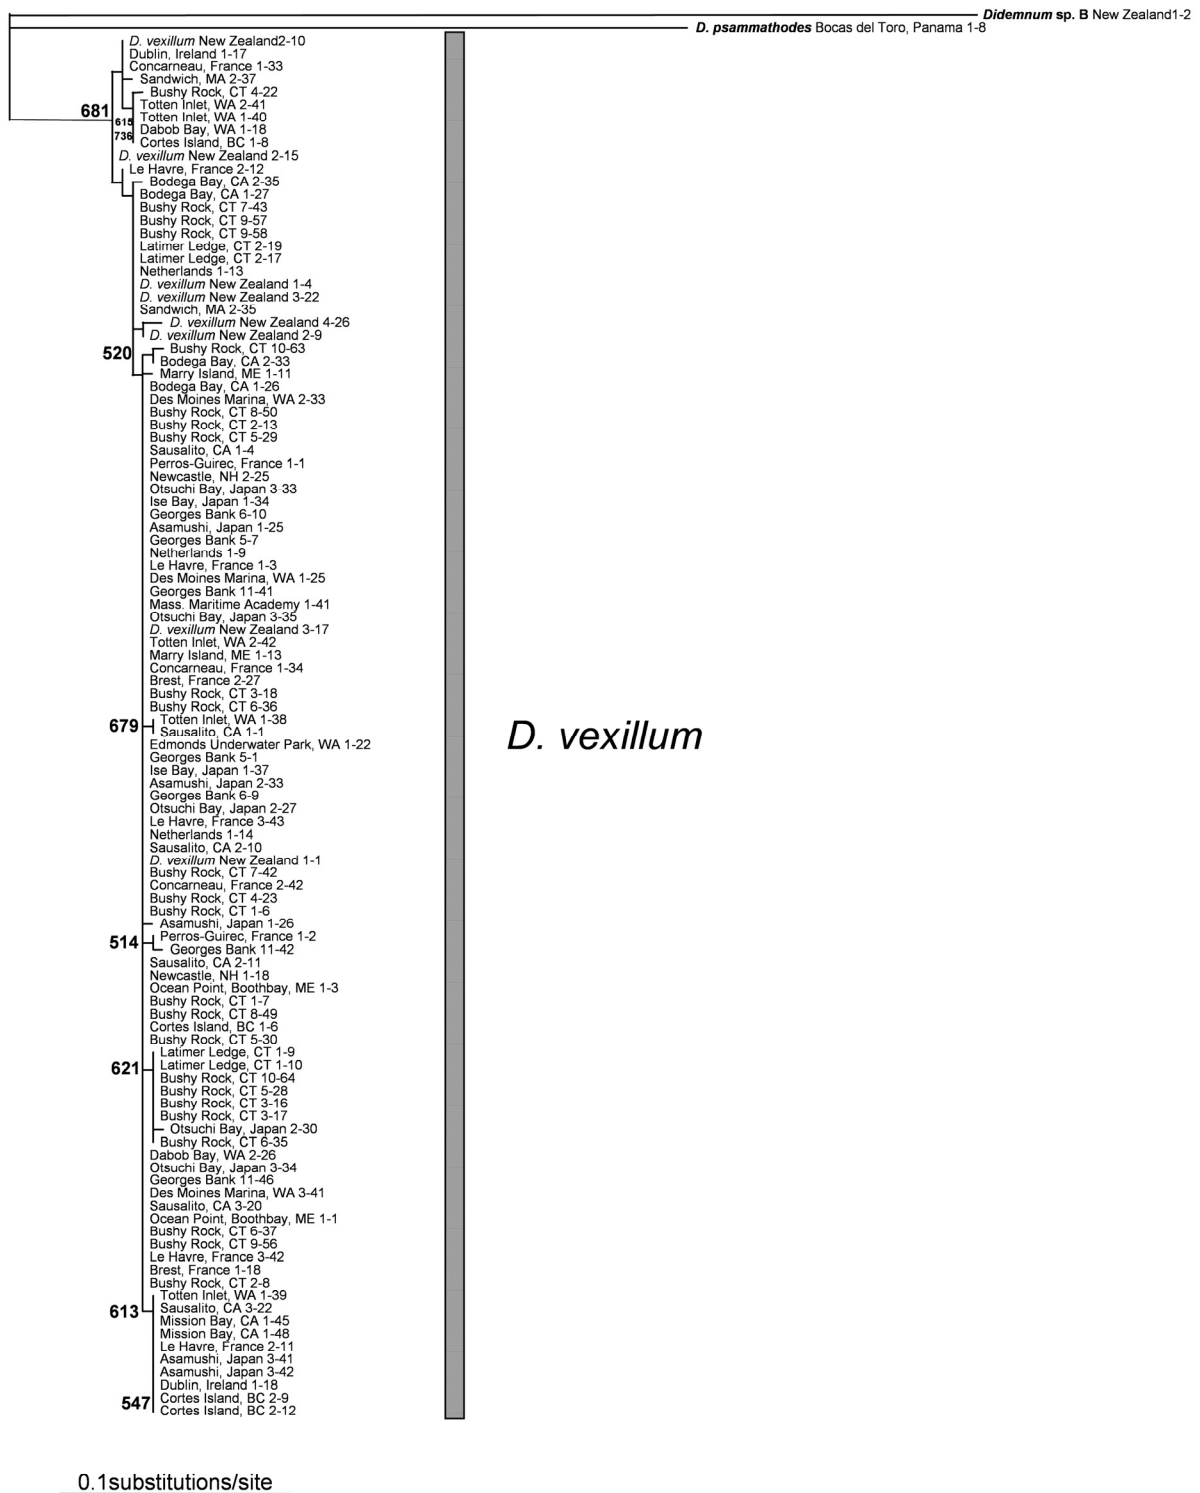 Didemnum sp. B New Zealand1-2
D. psammathodes Bocas del Toro, Panama 1-8
D. vexillum New Zealand2-10
Dublin, Ireland 1-17
Concarneau, France 1-33
Sandwich, MA 2-37
Bushy Rock, CT 4-22
Totten Inlet, WA 2-41
681
615
Totten Inlet, WA 1-40
Dabob Bay, WA 1-18
736
Cortes Island, BC 1-8
D. vexillum New Zealand 2-15
Le Havre, France 2-12
Bodega Bay, CA 2-35
Bodega Bay, CA 1-27
Bushy Rock, CT 7-43
Bushy Rock, CT 9-57
Bushy Rock, CT 9-58
Latimer Ledge, CT 2-19
Latimer Ledge, CT 2-17
Netherlands 1-13
D. vexillum New Zealand 1-4
D. vexillum New Zealand 3-22
Sandwich, MA 2-35
D. vexillum New Zealand 4-26
D. vexillum New Zealand 2-9
520
Bushy Rock, CT 10-63
Bodega Bay, CA 2-33
Marry Island, ME 1-11
Bodega Bay, CA 1-26
Des Moines Marina, WA 2-33
Bushy Rock, CT 8-50
Bushy Rock, CT 2-13
Bushy Rock, CT 5-29
Sausalito, CA 1-4
Perros-Guirec, France 1-1
Newcastle, NH 2-25
Otsuchi Bay, Japan 3-33
Ise Bay, Japan 1-34
Georges Bank 6-10
Asamushi, Japan 1-25
Georges Bank 5-7
Netherlands 1-9
Le Havre, France 1-3
Des Moines Marina, WA 1-25
Georges Bank 11-41
Mass. Maritime Academy 1-41
Otsuchi Bay, Japan 3-35
D. vexillum New Zealand 3-17
Totten Inlet, WA 2-42
Marry Island, ME 1-13
Concarneau, France 1-34
Brest, France 2-27
Bushy Rock, CT 3-18
Bushy Rock, CT 6-36
679
Totten Inlet, WA 1-38
Sausalito, CA 1-1
D. vexillum
Edmonds Underwater Park, WA 1-22
Georges Bank 5-1
Ise Bay, Japan 1-37
Asamushi, Japan 2-33
Georges Bank 6-9
Otsuchi Bay, Japan 2-27
Le Havre, France 3-43
Netherlands 1-14
Sausalito, CA 2-10
D. vexillum New Zealand 1-1
Bushy Rock, CT 7-42
Concarneau, France 2-42
Bushy Rock, CT 4-23
Bushy Rock, CT 1-6
Asamushi, Japan 1-26
514
Perros-Guirec, France 1-2
Georges Bank 11-42
Sausalito, CA 2-11
Newcastle, NH 1-18
Ocean Point, Boothbay, ME 1-3
Bushy Rock, CT 1-7
Bushy Rock, CT 8-49
Cortes Island, BC 1-6
Bushy Rock, CT 5-30
Latimer Ledge, CT 1-9
621
Latimer Ledge, CT 1-10
Bushy Rock, CT 10-64
Bushy Rock, CT 5-28
Bushy Rock, CT 3-16
Bushy Rock, CT 3-17
Otsuchi Bay, Japan 2-30
Bushy Rock, CT 6-35
Dabob Bay, WA 2-26
Otsuchi Bay, Japan 3-34
Georges Bank 11-46
Des Moines Marina, WA 3-41
Sausalito, CA 3-20
Ocean Point, Boothbay, ME 1-1
Bushy Rock, CT 6-37
Bushy Rock, CT 9-56
Le Havre, France 3-42
Brest, France 1-18
Bushy Rock, CT 2-8
Totten Inlet, WA 1-39
613
Sausalito, CA 3-22
Mission Bay, CA 1-45
Mission Bay, CA 1-48
Le Havre, France 2-11
Asamushi, Japan 3-41
Asamushi, Japan 3-42
Dublin, Ireland 1-18
547
Cortes Island, BC 2-9
Cortes Island, BC 2-12
0.1substitutions/site